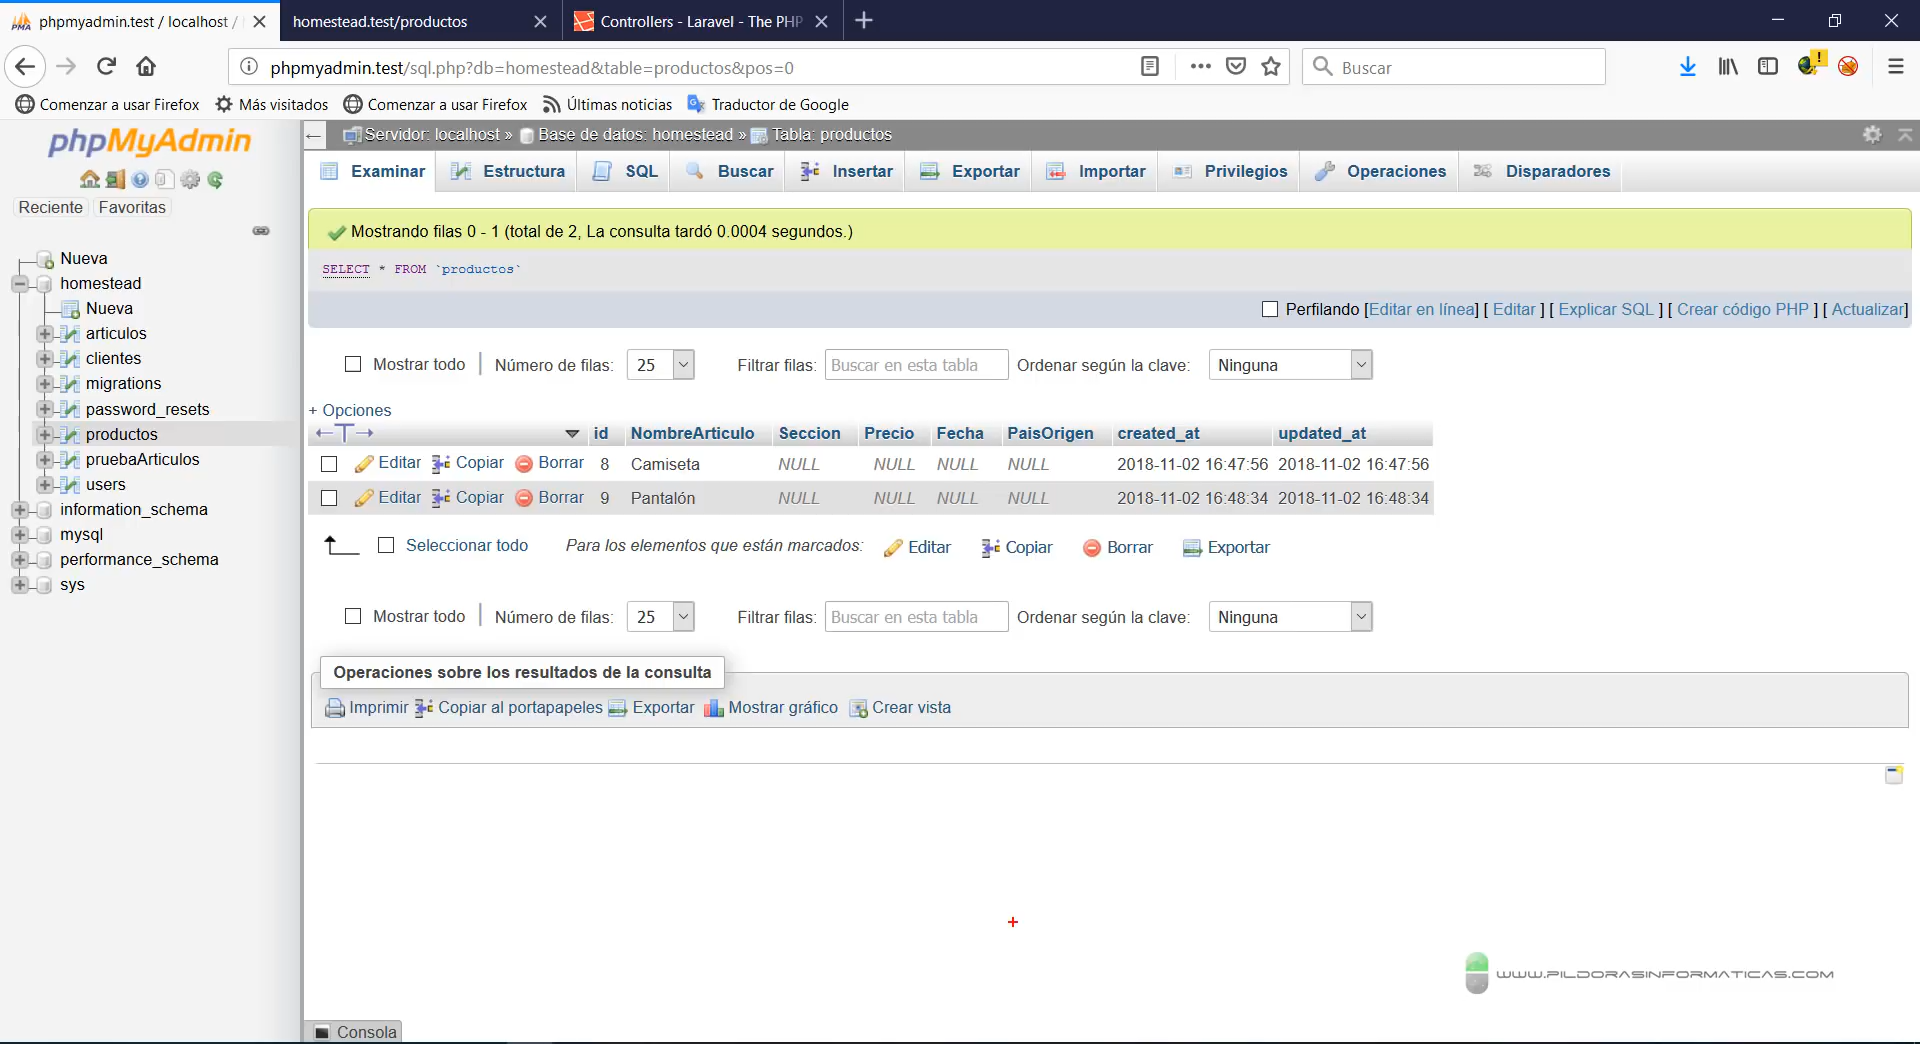 phpmyadmin.test / localhost /
homestead.test/productos
Controllers - Laravel - The PHP
phpmyadmin.test/sql.php?db=homestead&table=productos&pos=0
Buscar
Comenzar a usar Firefox
Más visitados
Comenzar a usar Firefox
Últimas noticias
Traductor de Google
phpMyAdmin
Reciente
Favoritas
Nueva
homestead
Nueva
articulos
clientes
migrations
password_resets
productos
pruebaArticulos
users
information_schema
mysql
performance_schema
sys
Servidor: localhost » Base de datos: homestead » Tabla: productos
Examinar
Estructura
SQL
Buscar
Insertar
Exportar
Importar
Privilegios
Operaciones
Disparadores
Mostrando filas 0 - 1 (total de 2, La consulta tardó 0.0004 segundos.)
SELECT * FROM `productos`
Perfilando [Editar en línea] [ Editar ] [ Explicar SQL ] [ Crear código PHP ] [ Actualizar]
Mostrar todo | Número de filas: 25 Filtrar filas: Buscar en esta tabla Ordenar según la clave: Ninguna
+ Opciones
id NombreArticulo Seccion Precio Fecha PaisOrigen created_at updated_at
Editar Copiar Borrar 8 Camiseta NULL NULL NULL NULL 2018-11-02 16:47:56 2018-11-02 16:47:56
Editar Copiar Borrar 9 Pantalón NULL NULL NULL NULL 2018-11-02 16:48:34 2018-11-02 16:48:34
Seleccionar todo Para los elementos que están marcados: Editar Copiar Borrar Exportar
Mostrar todo | Número de filas: 25 Filtrar filas: Buscar en esta tabla Ordenar según la clave: Ninguna
Operaciones sobre los resultados de la consulta
Imprimir Copiar al portapapeles Exportar Mostrar gráfico Crear vista
WWW.PILDORASINFORMATICAS.COM
Consola